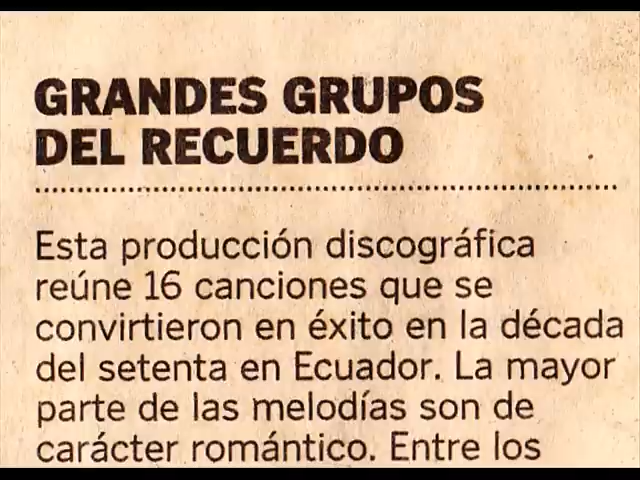 GRANDES GRUPOS
DEL RECUERDO
Esta producción discográfica
reúne 16 canciones que se
convirtieron en éxito en la década
del setenta en Ecuador. La mayor
parte de las melodías son de
carácter romántico. Entre los